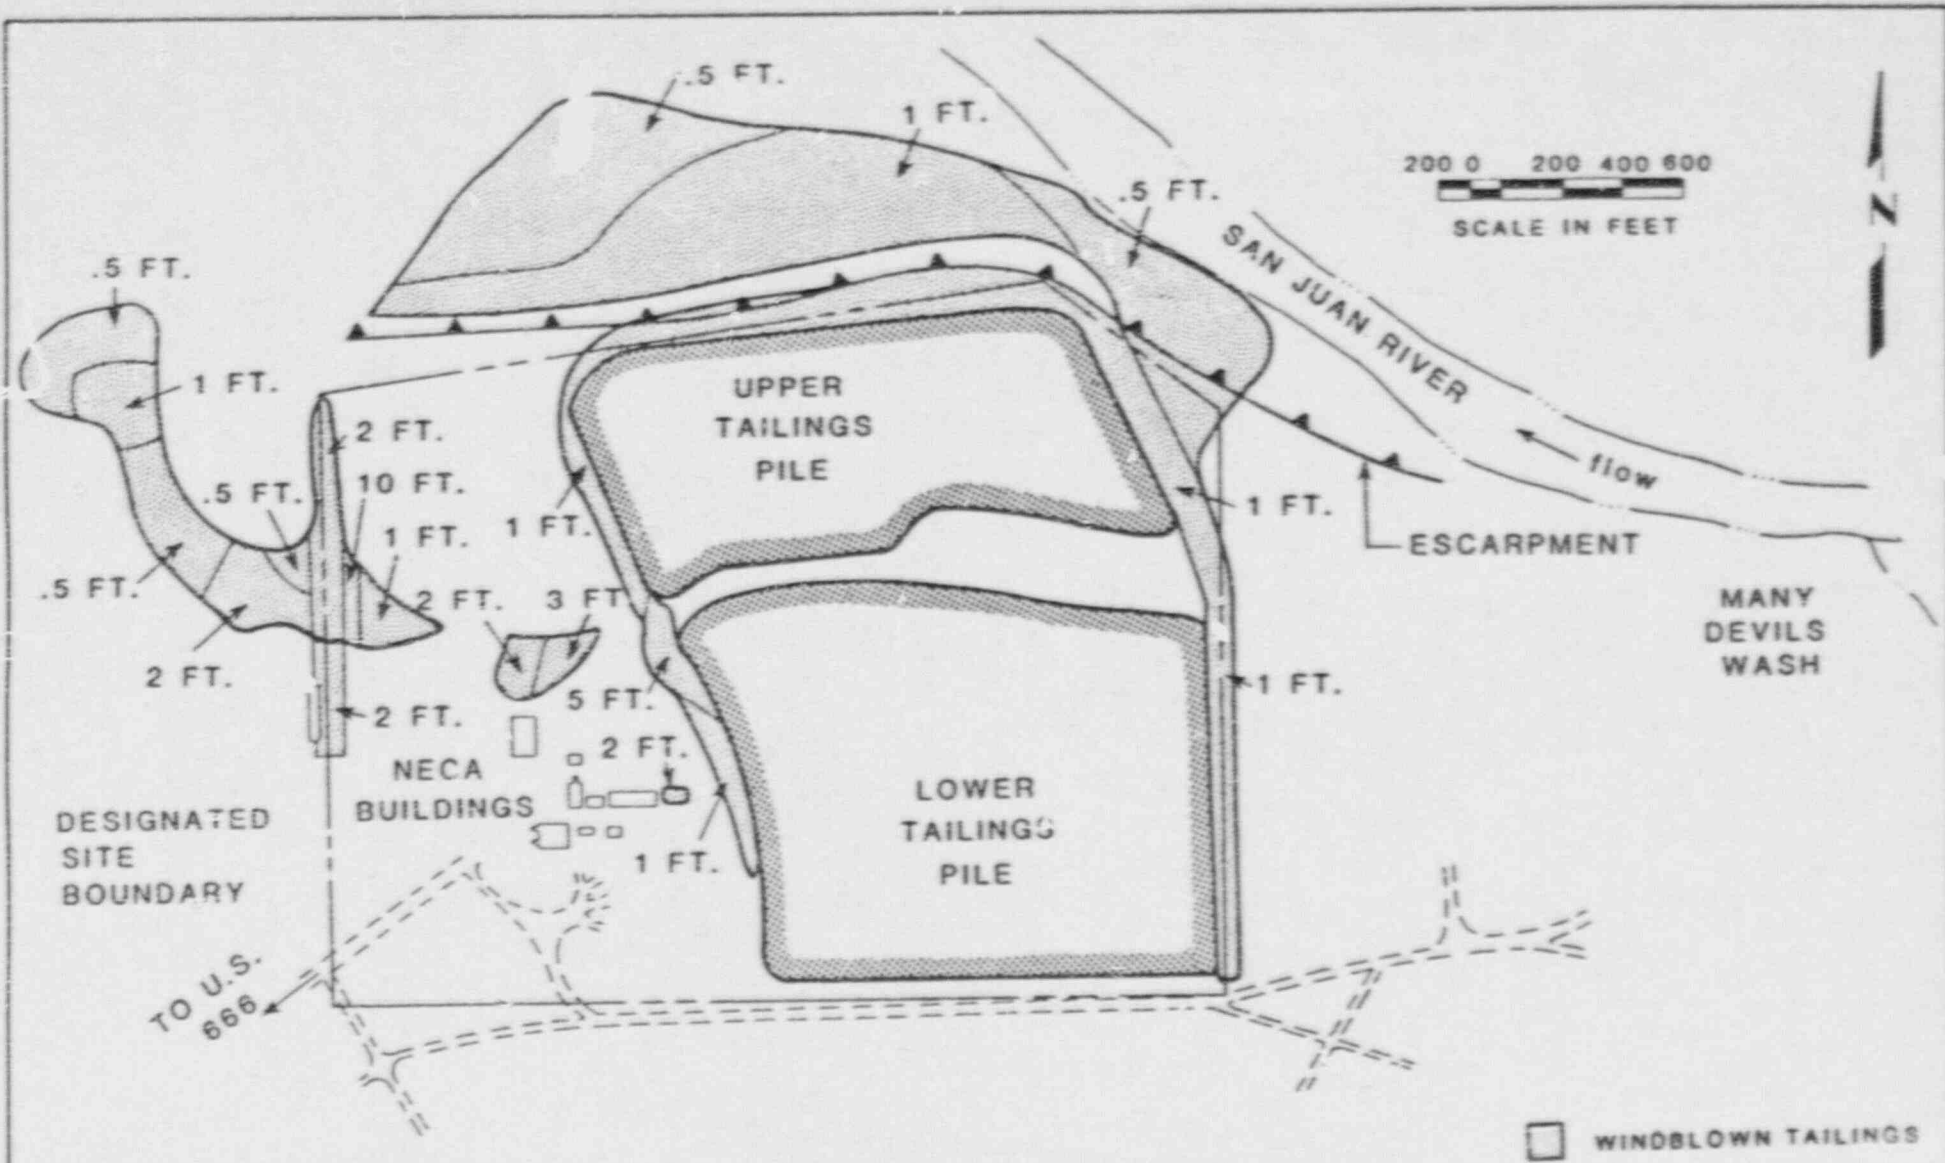 .5 FT.
1 FT.
.5 FT.
200 0 200 400 600
SCALE IN FEET
N
SAN JUAN RIVER
flow
.5 FT.
1 FT.
2 FT.
.5 FT.
10 FT.
1 FT.
.5 FT.
2 FT.
2 FT.
3 FT
2 FT.
UPPER
TAILINGS
PILE
1 FT.
1 FT.
ESCARPMENT
MANY
DEVILS
WASH
5 FT.
1 FT.
2 FT.
NECA
BUILDINGS
1 FT.
LOWER
TAILINGS
PILE
DESIGNATED
SITE
BOUNDARY
TO U.S.
666
WINDBLOWN TAILINGS